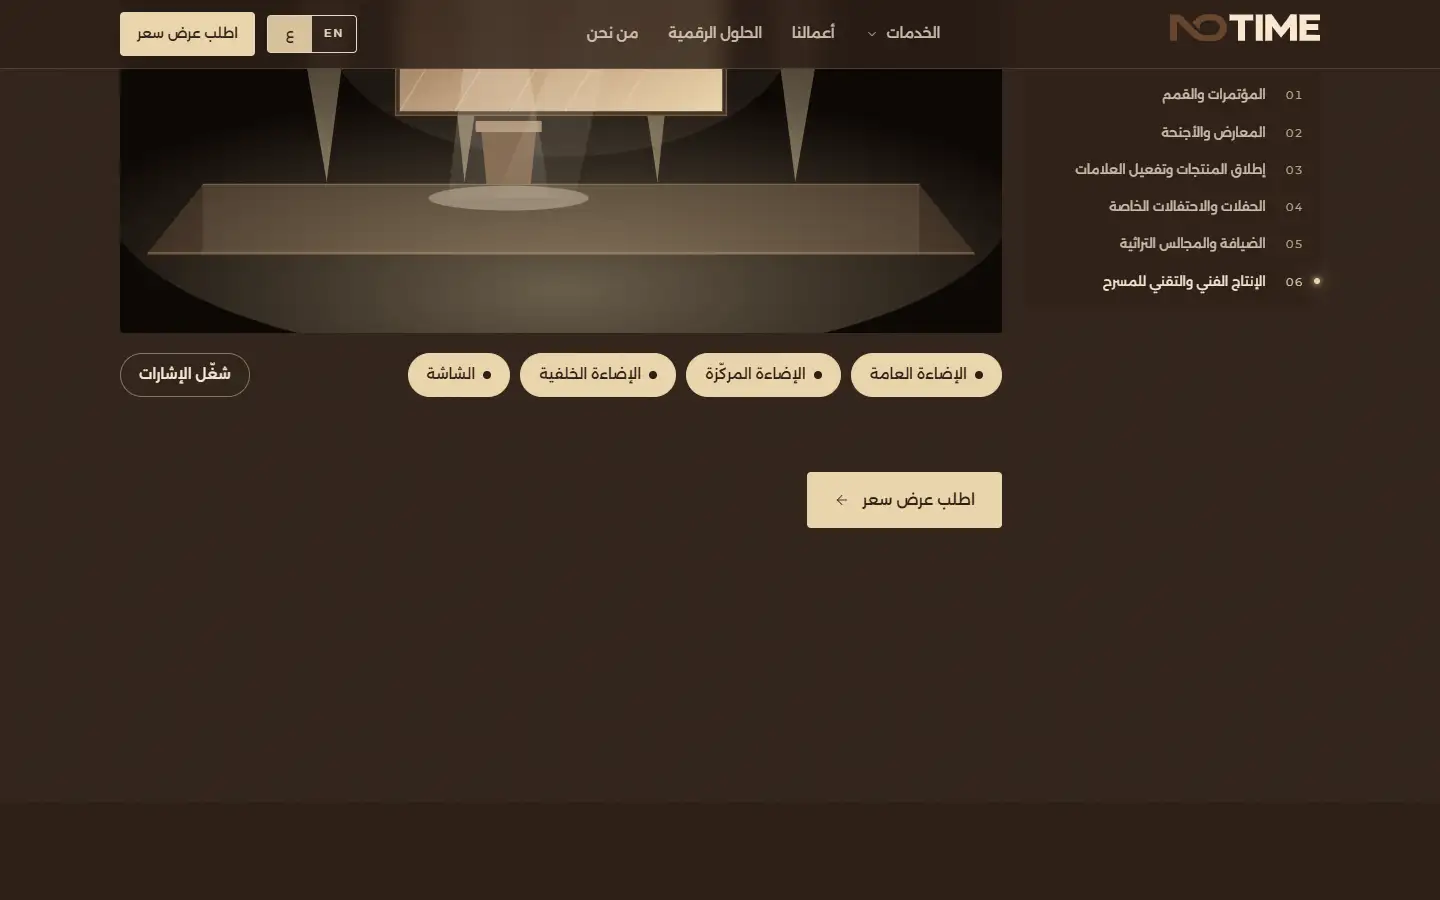 NOTIME
الخدمات
أعمالنا
الحلول الرقمية
من نحن
EN
ع
اطلب عرض سعر
01 المؤتمرات والقمم
02 المعارض والأجنحة
03 إطلاق المنتجات وتفعيل العلامات
04 الحفلات والاحتفالات الخاصة
05 الضيافة والمجالس التراثية
06 الإنتاج الفني والتقني للمسرح
الإضاءة العامة
الإضاءة المركّزة
الإضاءة الخلفية
الشاشة
شغّل الإشارات
اطلب عرض سعر